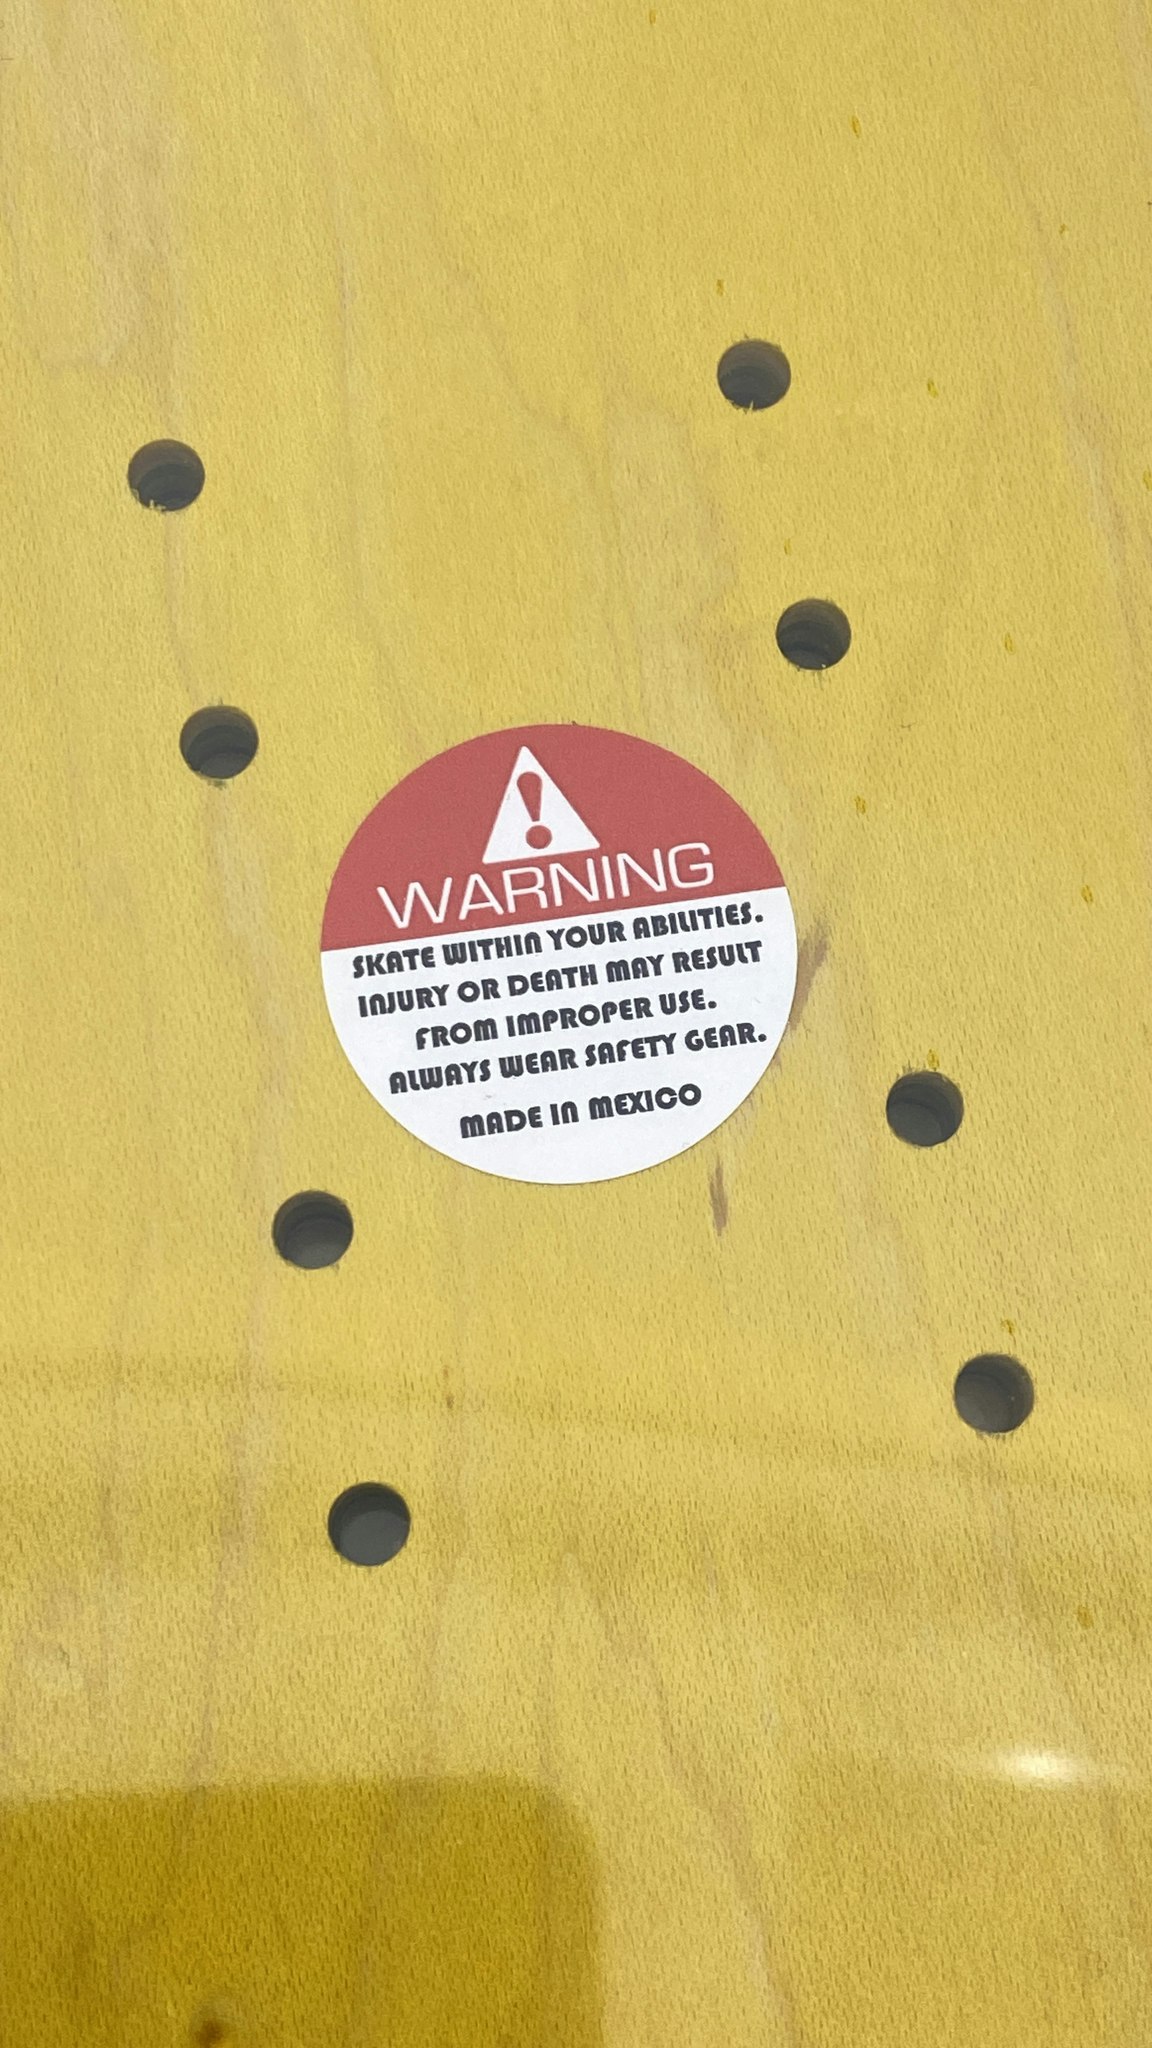 WARNING
SKATE WITHIN YOUR ABILITIES.
INJURY OR DEATH MAY RESULT
FROM IMPROPER USE.
ALWAYS WEAR SAFETY GEAR.
MADE IN MEXICO